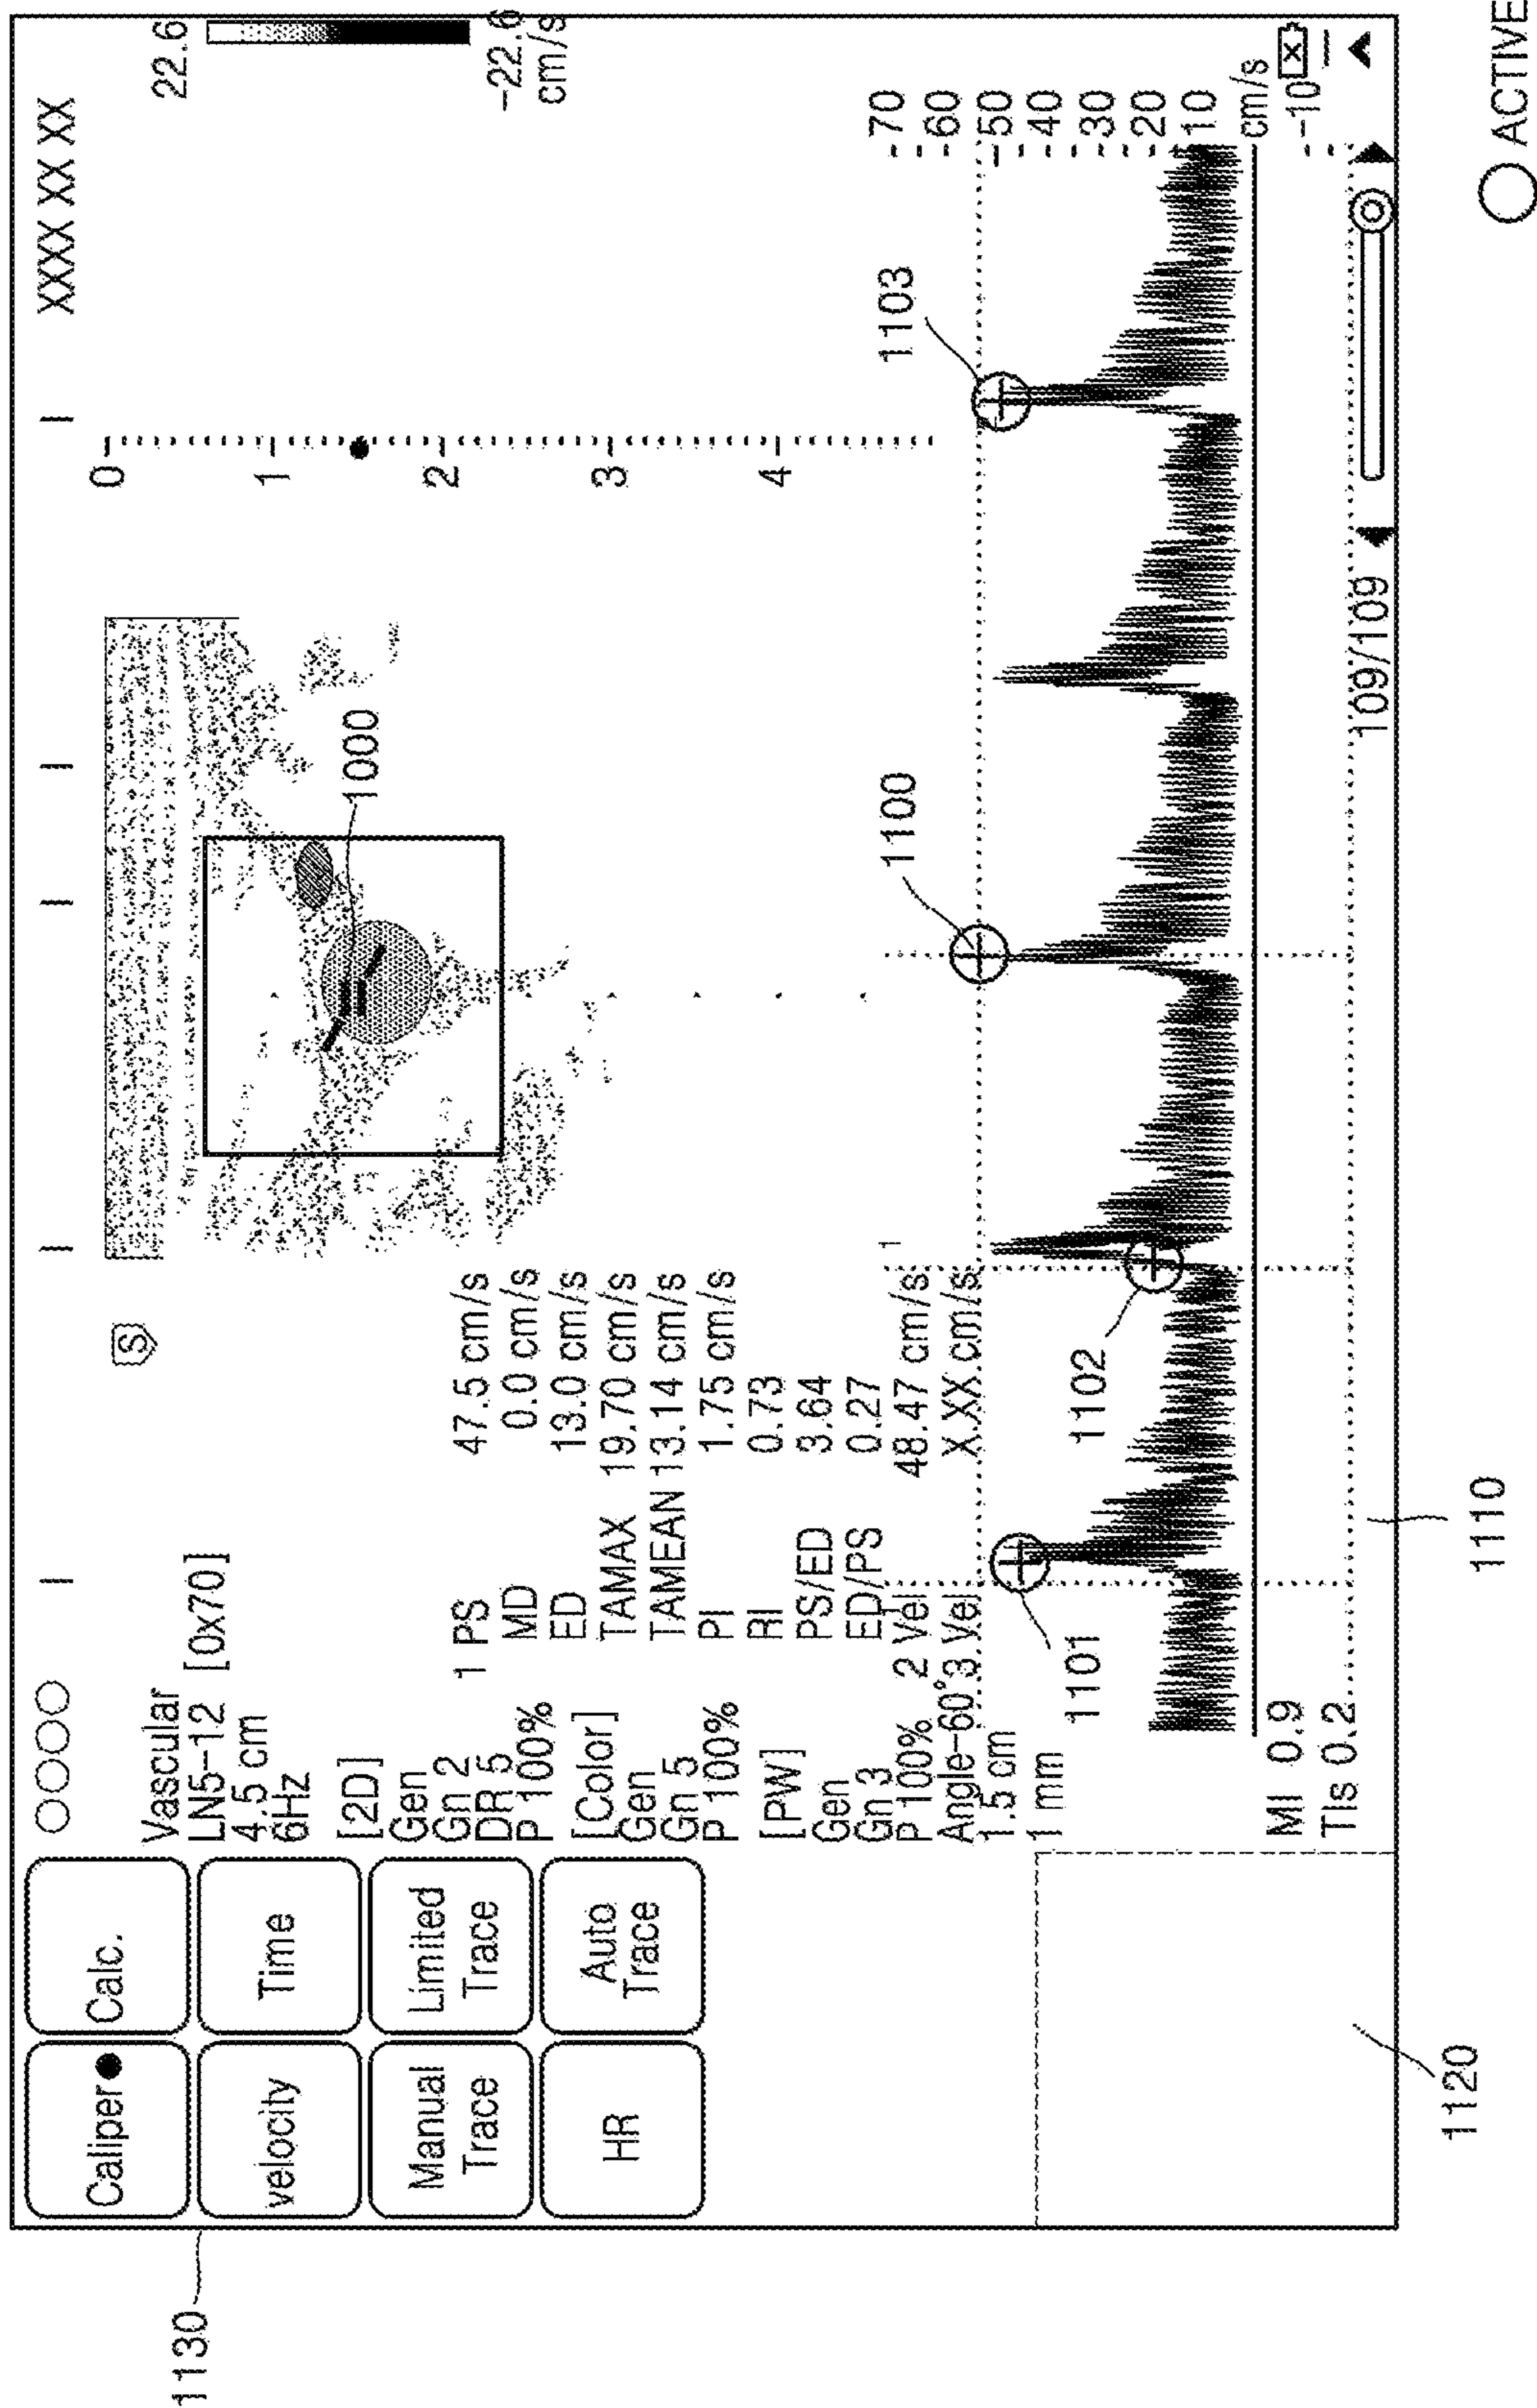 XXXX XX XX
22.6
-22.6
cm/s
Caliper
Calc.
velocity
Time
Manual
Trace
Limited
Trace
HR
Auto
Trace
Vascular
LN5-12 [0x70]
4.5 cm
6Hz
[2D]
Gen
Gn 2
DR 5
P 100%
[Color]
Gen
Gn 5
P 100%
[PW]
Gen
Gn 3
P 100%
Angle-60°
1.5 cm
1 mm
1 PS 47.5 cm/s
MD 0.0 cm/s
ED 13.0 cm/s
TAMAX 19.70 cm/s
TAMEAN 13.14 cm/s
PI 1.75 cm/s
RI 0.73
PS/ED 3.64
ED/PS 0.27
2 Vel 48.47 cm/s
3 Vel X.XX cm/s
S
1000
0
1
2
3
4
1
-70
-60
-50
-40
-30
-20
-10
cm/s
-10
x
1100
1101
1102
1103
MI 0.9
TIs 0.2
109/109
1110
1120
1130
ACTIVE